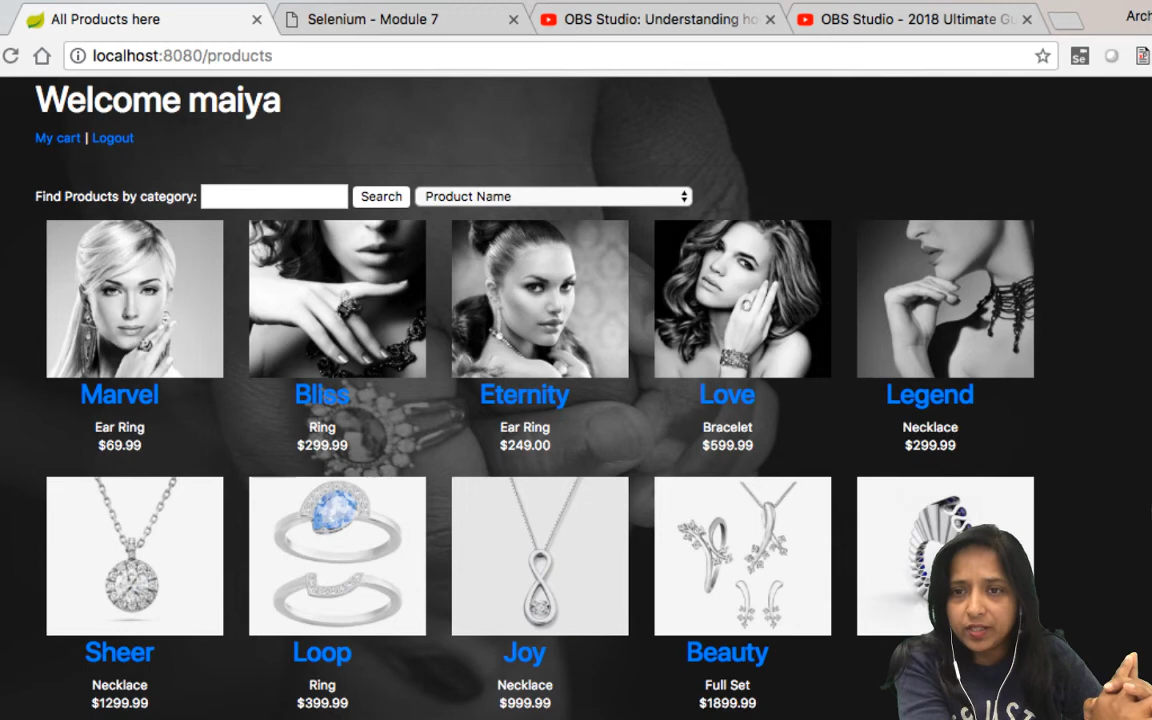 All Products here
Selenium - Module 7
OBS Studio: Understanding ho
OBS Studio - 2018 Ultimate Gu
Arch
localhost:8080/products
Se
Welcome maiya
My cart | Logout
Find Products by category:
Search
Product Name
Marvel
Bliss
Eternity
Love
Legend
Ear Ring
Ring
Ear Ring
Bracelet
Necklace
$69.99
$299.99
$249.00
$599.99
$299.99
Sheer
Loop
Joy
Beauty
Necklace
Ring
Necklace
Full Set
$1299.99
$399.99
$999.99
$1899.99